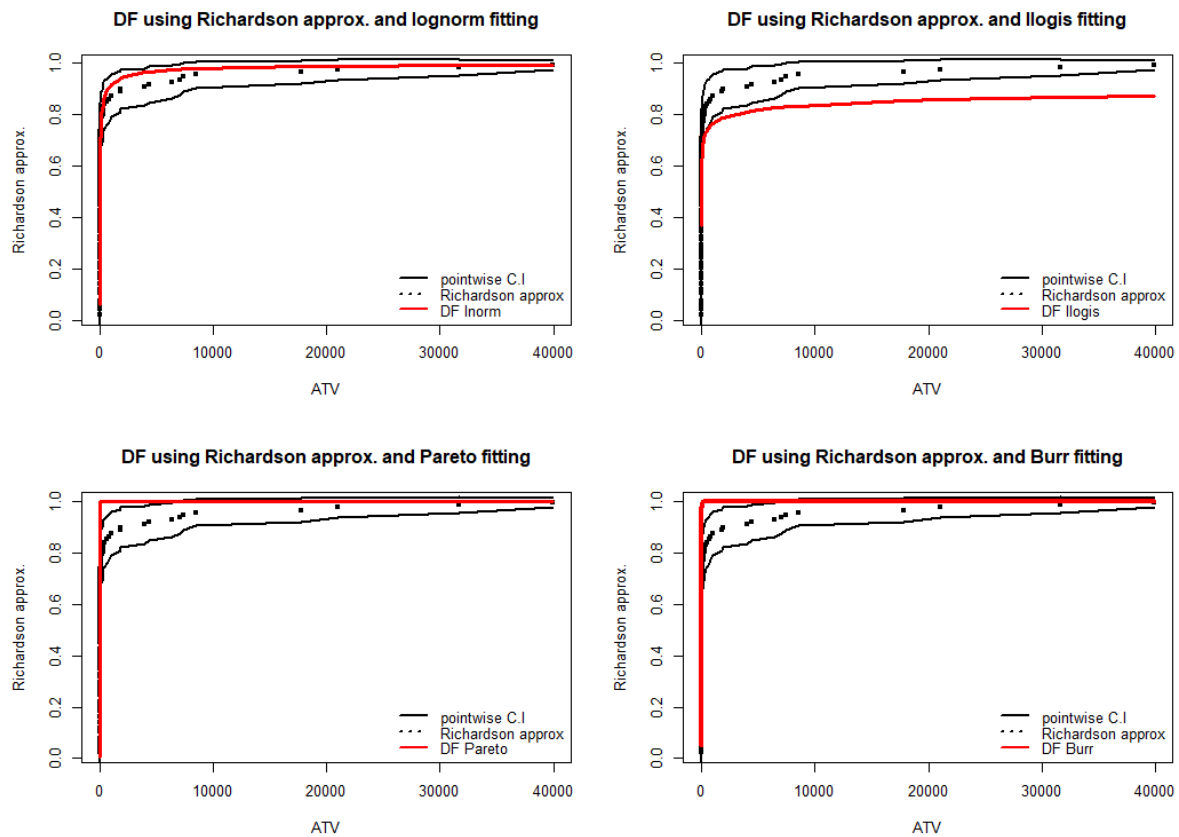 DF using Richardson approx. and lognorm fitting
Richardson approx.
0.0 0.2 0.4 0.6 0.8 1.0
pointwise C.I
Richardson approx
DF lnorm
0 10000 20000 30000 40000
ATV
DF using Richardson approx. and llogis fitting
Richardson approx.
0.0 0.2 0.4 0.6 0.8 1.0
pointwise C.I
Richardson approx
DF llogis
0 10000 20000 30000 40000
ATV
DF using Richardson approx. and Pareto fitting
Richardson approx.
0.0 0.2 0.4 0.6 0.8 1.0
pointwise C.I
Richardson approx
DF Pareto
0 10000 20000 30000 40000
ATV
DF using Richardson approx. and Burr fitting
Richardson approx.
0.0 0.2 0.4 0.6 0.8 1.0
pointwise C.I
Richardson approx
DF Burr
0 10000 20000 30000 40000
ATV